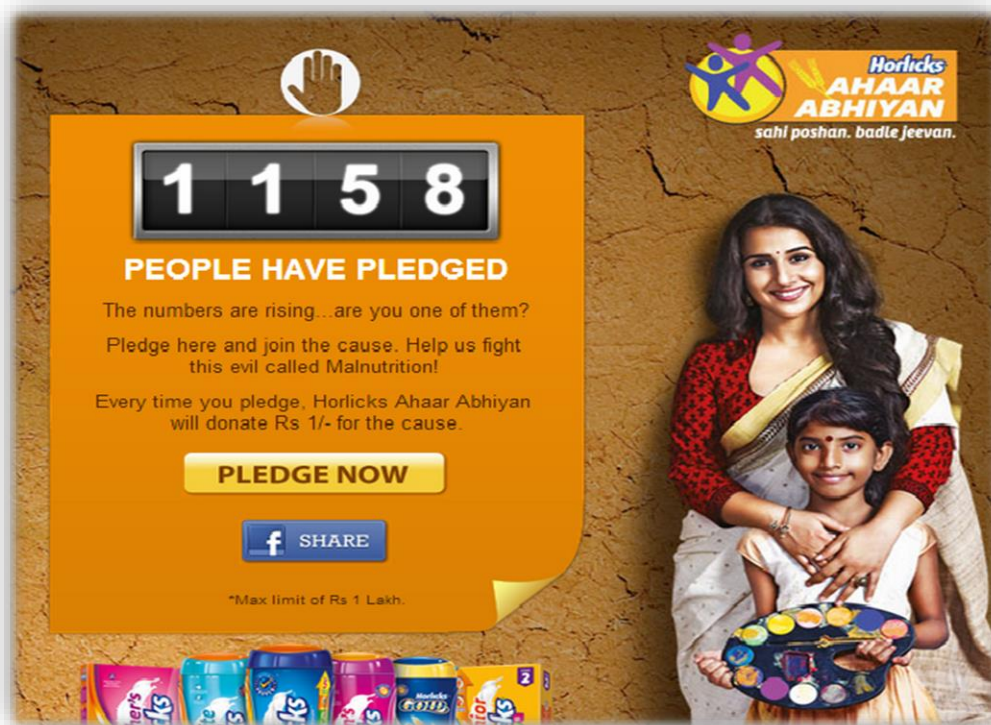 Horlicks
AHAAR
ABHIYAN
sahi poshan. badle jeevan.
1 1 5 8
PEOPLE HAVE PLEDGED
The numbers are rising...are you one of them?
Pledge here and join the cause. Help us fight
this evil called Malnutrition!
Every time you pledge, Horlicks Ahaar Abhiyan
will donate Rs 1/- for the cause.
PLEDGE NOW
f SHARE
*Max limit of Rs 1 Lakh.
Horlicks
GOLD
2